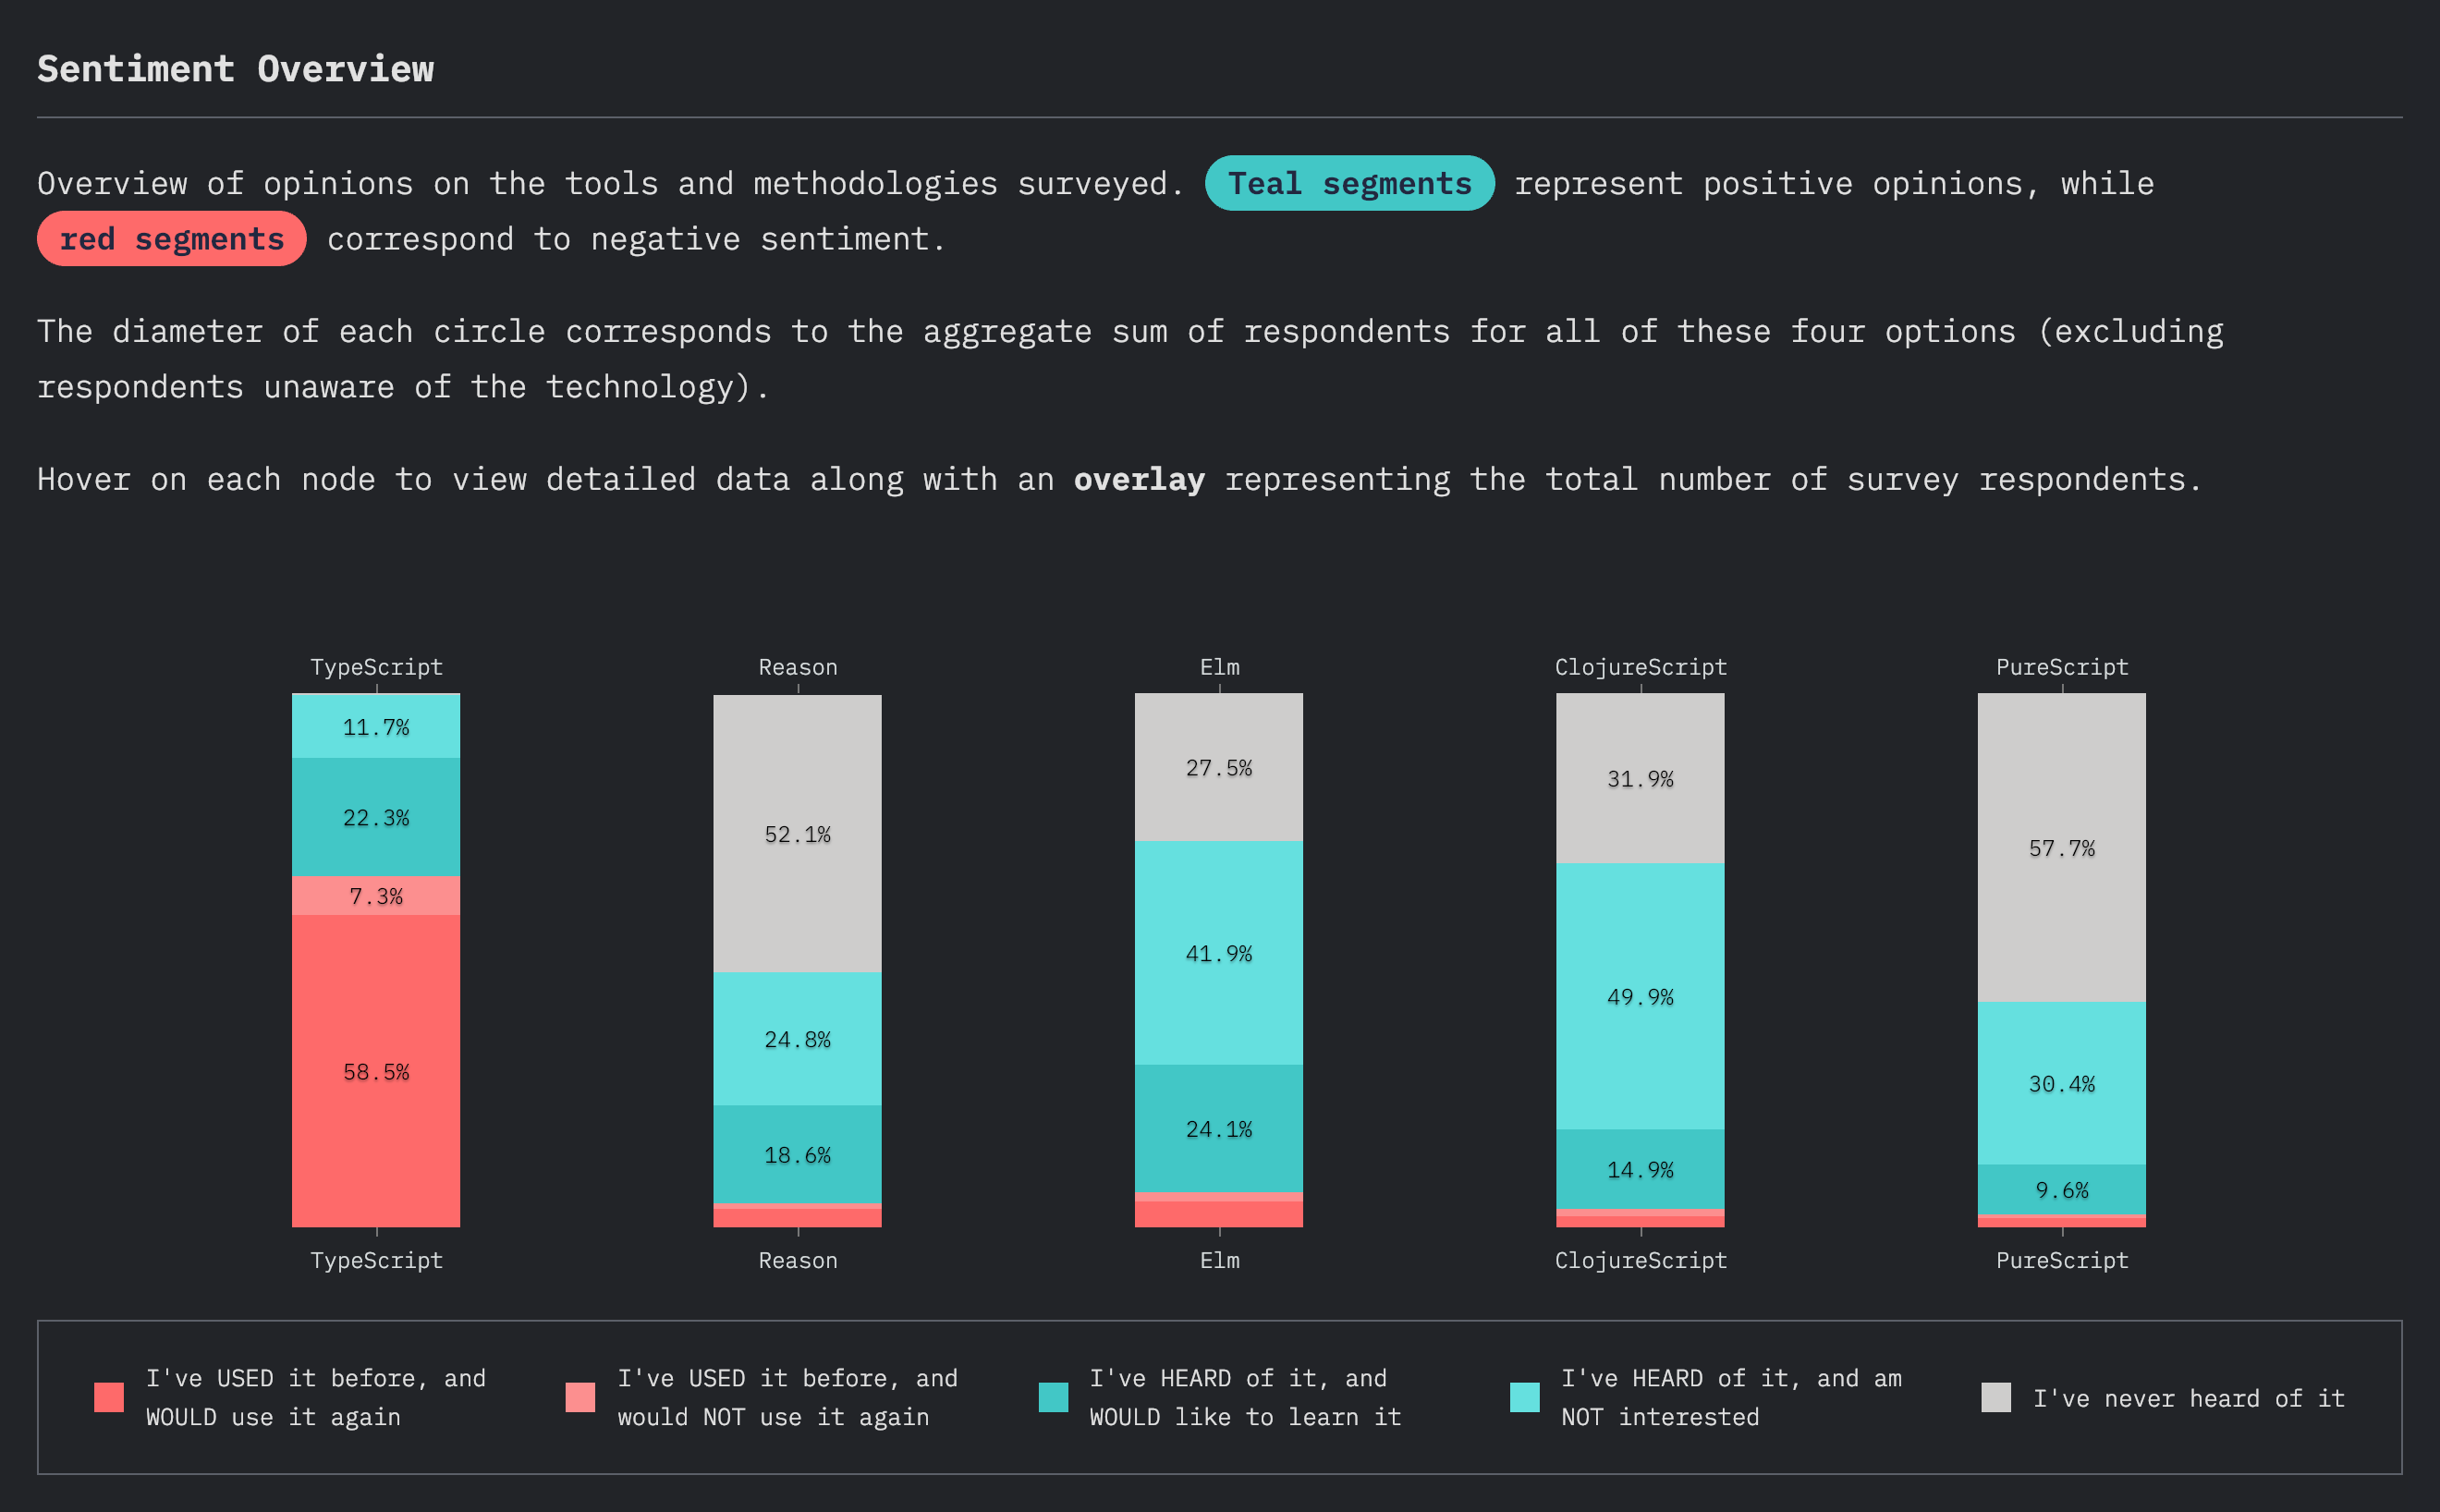 Sentiment Overview
Overview of opinions on the tools and methodologies surveyed. Teal segments represent positive opinions, while
red segments correspond to negative sentiment.
The diameter of each circle corresponds to the aggregate sum of respondents for all of these four options (excluding
respondents unaware of the technology).
Hover on each node to view detailed data along with an overlay representing the total number of survey respondents.
TypeScript Reason Elm ClojureScript PureScript
11.7%
22.3%
7.3%
58.5%
52.1%
24.8%
18.6%
27.5%
41.9%
24.1%
31.9%
49.9%
14.9%
57.7%
30.4%
9.6%
TypeScript Reason Elm ClojureScript PureScript
I've USED it before, and
WOULD use it again
I've USED it before, and
would NOT use it again
I've HEARD of it, and
WOULD like to learn it
I've HEARD of it, and am
NOT interested
I've never heard of it